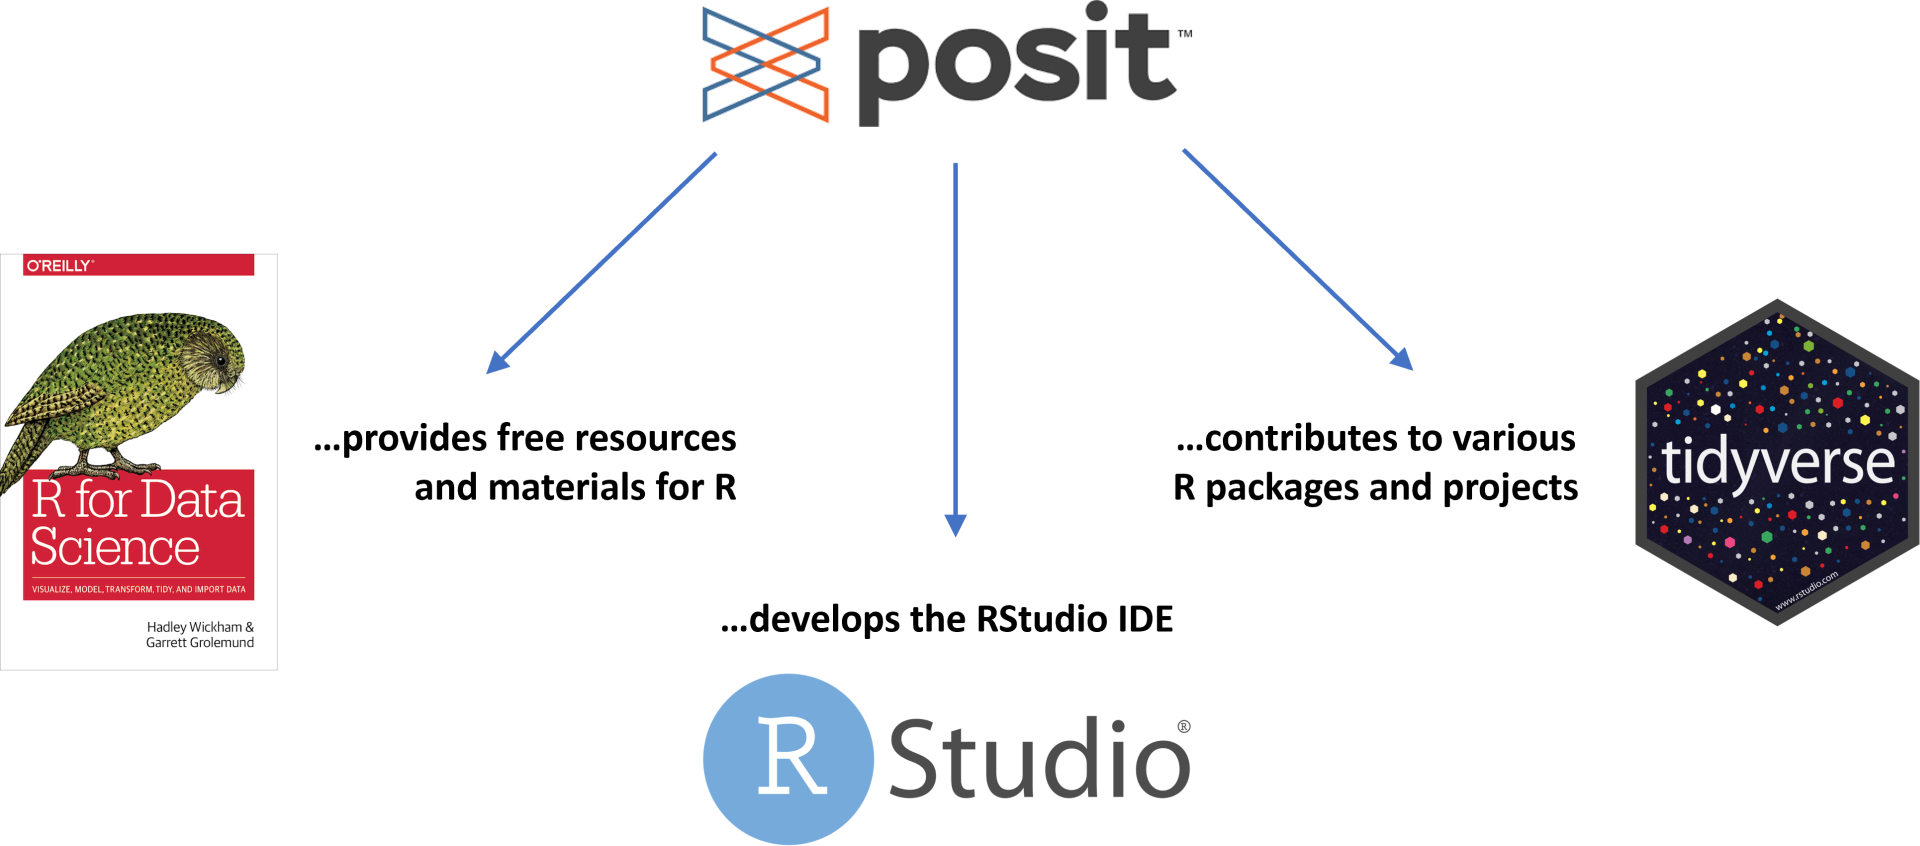 posit™
O'REILLY®
R for Data
Science
VISUALIZE, MODEL, TRANSFORM, TIDY, AND IMPORT DATA
Hadley Wickham &
Garrett Grolemund
...provides free resources
and materials for R
...develops the RStudio IDE
R Studio®
...contributes to various
R packages and projects
tidyverse
www.rstudio.com